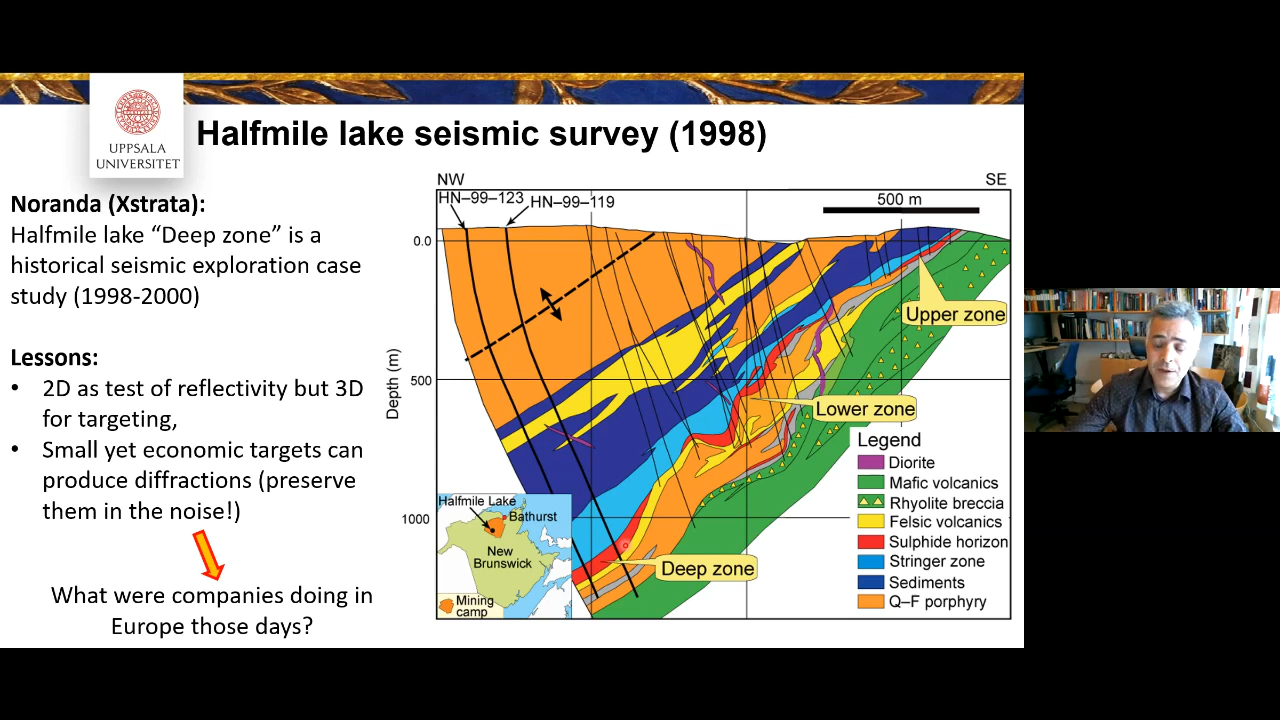 UPPSALA
UNIVERSITET
Halfmile lake seismic survey (1998)
Noranda (Xstrata):
Halfmile lake “Deep zone” is a
historical seismic exploration case
study (1998-2000)
Lessons:
• 2D as test of reflectivity but 3D
for targeting,
• Small yet economic targets can
produce diffractions (preserve
them in the noise!)
What were companies doing in
Europe those days?
NW
SE
HN–99–123
HN–99–119
500 m
0.0
500
1000
Depth (m)
Upper zone
Lower zone
Deep zone
Legend
Diorite
Mafic volcanics
Rhyolite breccia
Felsic volcanics
Sulphide horizon
Stringer zone
Sediments
Q–F porphyry
Halfmile Lake
Bathurst
New
Brunswick
Mining
camp